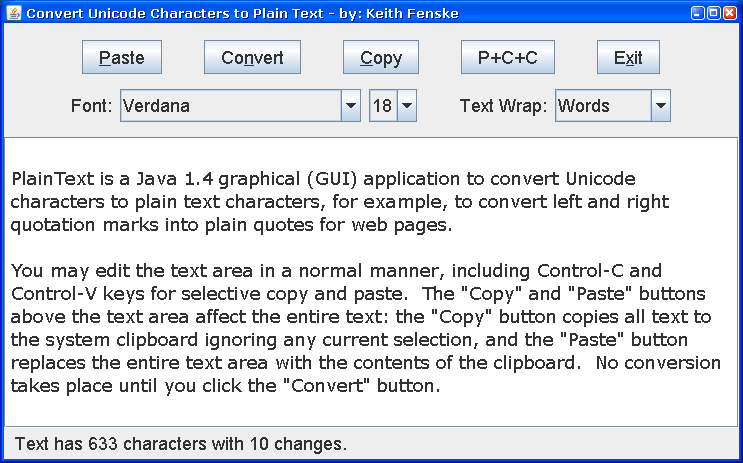 Convert Unicode Characters to Plain Text - by: Keith Fenske
Paste Convert Copy P+C+C Exit
Font: Verdana 18 Text Wrap: Words
PlainText is a Java 1.4 graphical (GUI) application to convert Unicode
characters to plain text characters, for example, to convert left and right
quotation marks into plain quotes for web pages.
You may edit the text area in a normal manner, including Control-C and
Control-V keys for selective copy and paste.  The "Copy" and "Paste" buttons
above the text area affect the entire text: the "Copy" button copies all text to
the system clipboard ignoring any current selection, and the "Paste" button
replaces the entire text area with the contents of the clipboard.  No conversion
takes place until you click the "Convert" button.
Text has 633 characters with 10 changes.